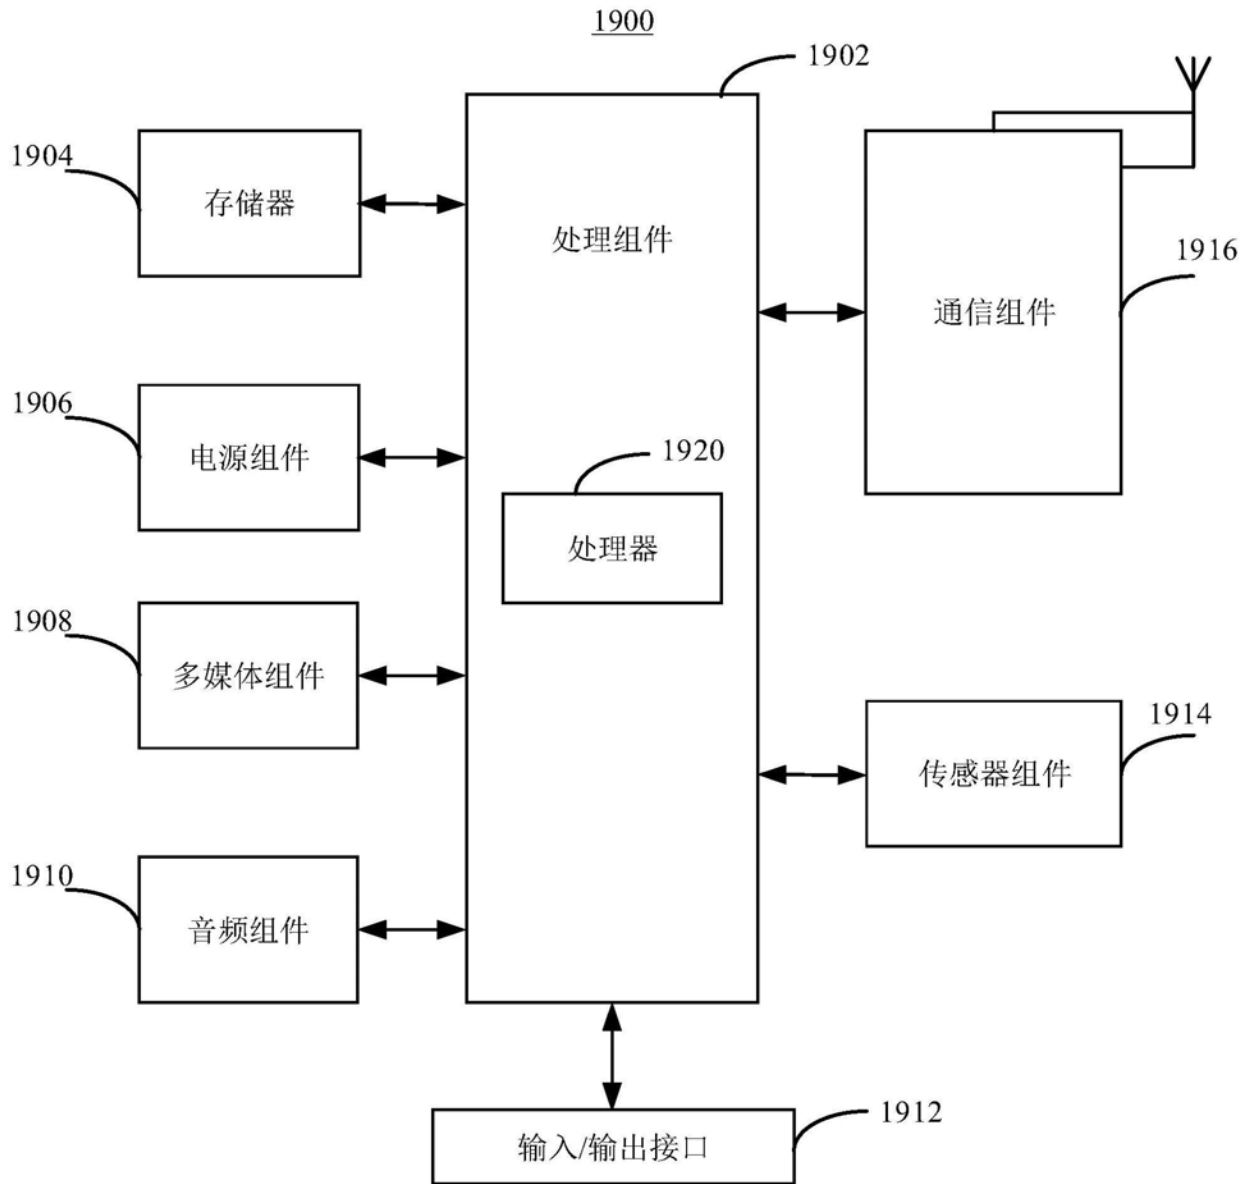 1900
1902
1904
存储器
处理组件
1916
通信组件
1906
电源组件
1920
处理器
1908
多媒体组件
1914
传感器组件
1910
音频组件
1912
输入/输出接口